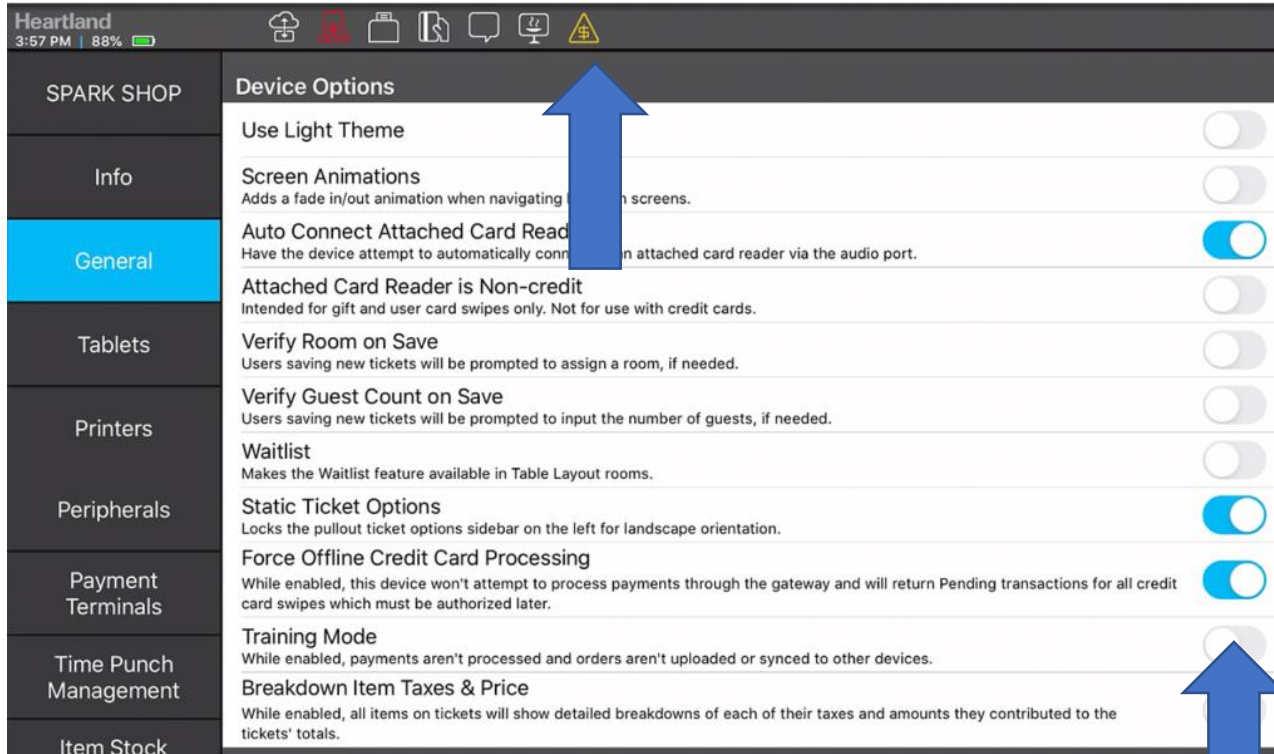 Heartland
3:57 PM | 88%
SPARK SHOP
Info
General
Tablets
Printers
Peripherals
Payment
Terminals
Time Punch
Management
Item Stock
Device Options
Use Light Theme
Screen Animations
Adds a fade in/out animation when navigating screens.
Auto Connect Attached Card
Have the device attempt to automatically attached card reader via the audio port.
Attached Card Reader is Non-credit
Intended for gift and user card swipes only. Not for use with credit cards.
Verify Room on Save
Users saving new tickets will be prompted to assign a room, if needed.
Verify Guest Count on Save
Users saving new tickets will be prompted to input the number of guests, if needed.
Waitlist
Makes the Waitlist feature available in Table Layout rooms.
Static Ticket Options
Locks the pullout ticket options sidebar on the left for landscape orientation.
Force Offline Credit Card Processing
While enabled, this device won't attempt to process payments through the gateway and will return Pending transactions for all credit
card swipes which must be authorized later.
Training Mode
While enabled, payments aren't processed and orders aren't uploaded or synced to other devices.
Breakdown Item Taxes & Price
While enabled, all items on tickets will show detailed breakdowns of each of their taxes and amounts they contributed to the
tickets' totals.